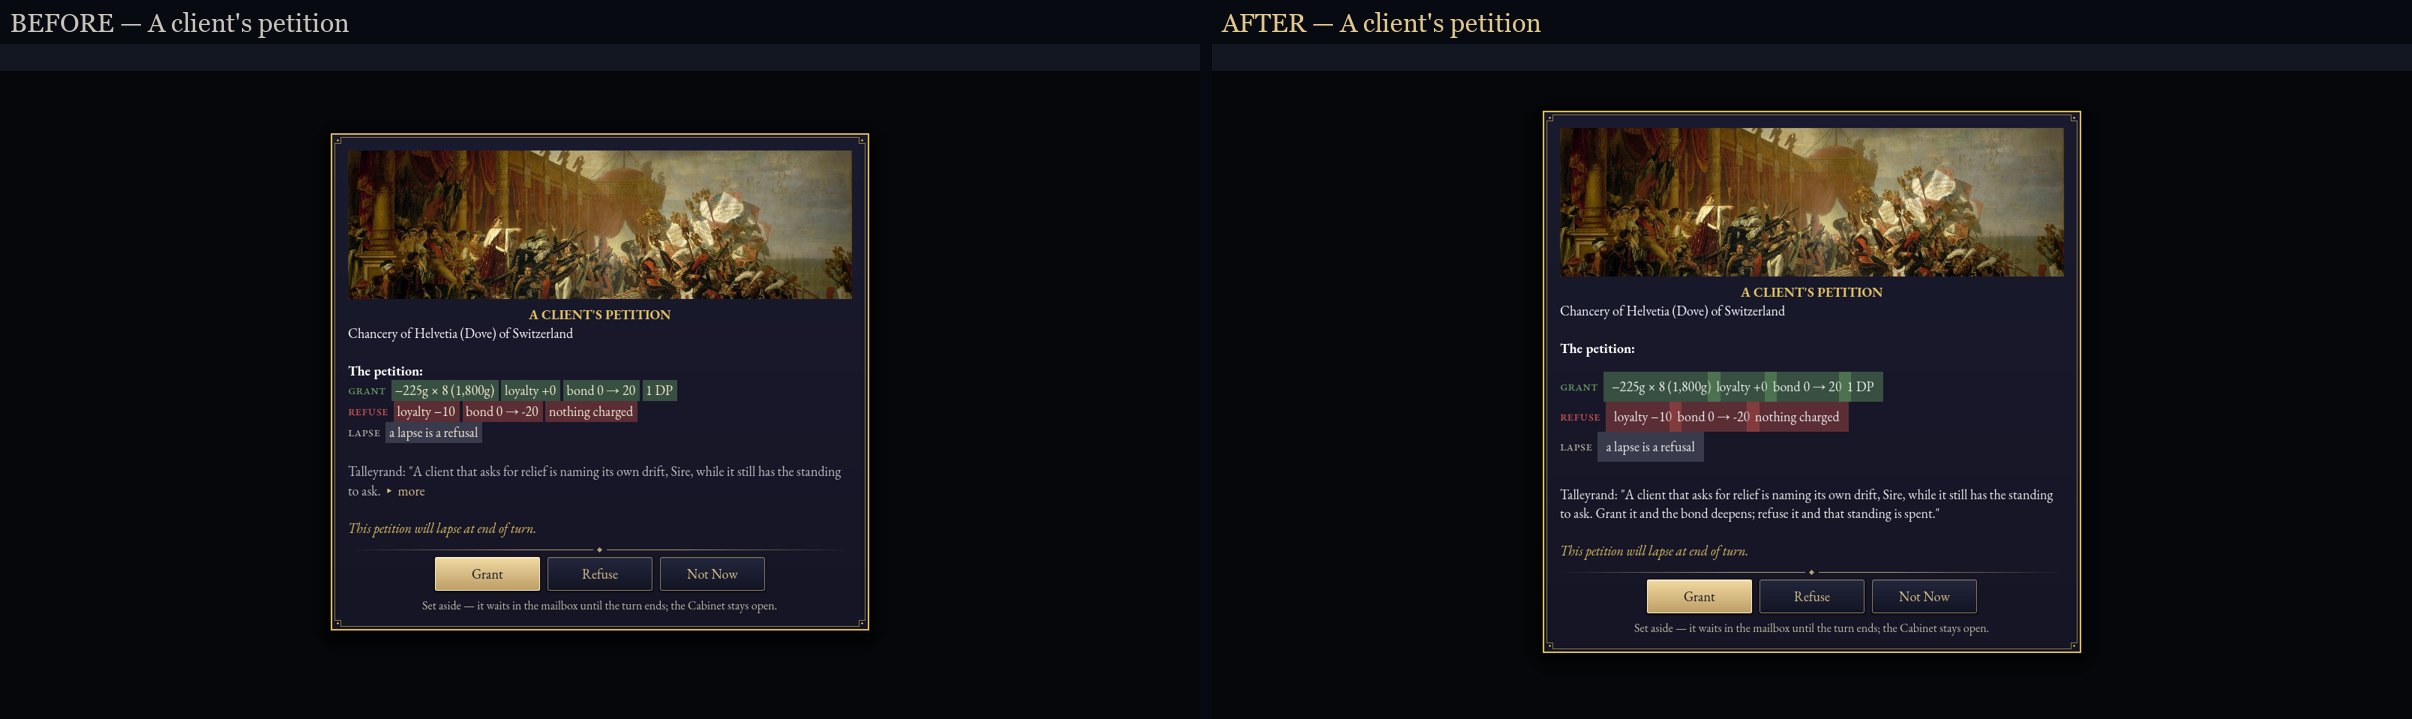 BEFORE — A client's petition
A CLIENT'S PETITION
Chancery of Helvetia (Dove) of Switzerland
The petition:
GRANT −225g × 8 (1,800g) loyalty +0 bond 0 → 20 1 DP
REFUSE loyalty −10 bond 0 → -20 nothing charged
LAPSE a lapse is a refusal
Talleyrand: "A client that asks for relief is naming its own drift, Sire, while it still has the standing
to ask. ▸ more
This petition will lapse at end of turn.
Grant Refuse Not Now
Set aside — it waits in the mailbox until the turn ends; the Cabinet stays open.
AFTER — A client's petition
A CLIENT'S PETITION
Chancery of Helvetia (Dove) of Switzerland
The petition:
GRANT −225g × 8 (1,800g) loyalty +0 bond 0 → 20 1 DP
REFUSE loyalty −10 bond 0 → -20 nothing charged
LAPSE a lapse is a refusal
Talleyrand: "A client that asks for relief is naming its own drift, Sire, while it still has the standing
to ask. Grant it and the bond deepens; refuse it and that standing is spent."
This petition will lapse at end of turn.
Grant Refuse Not Now
Set aside — it waits in the mailbox until the turn ends; the Cabinet stays open.